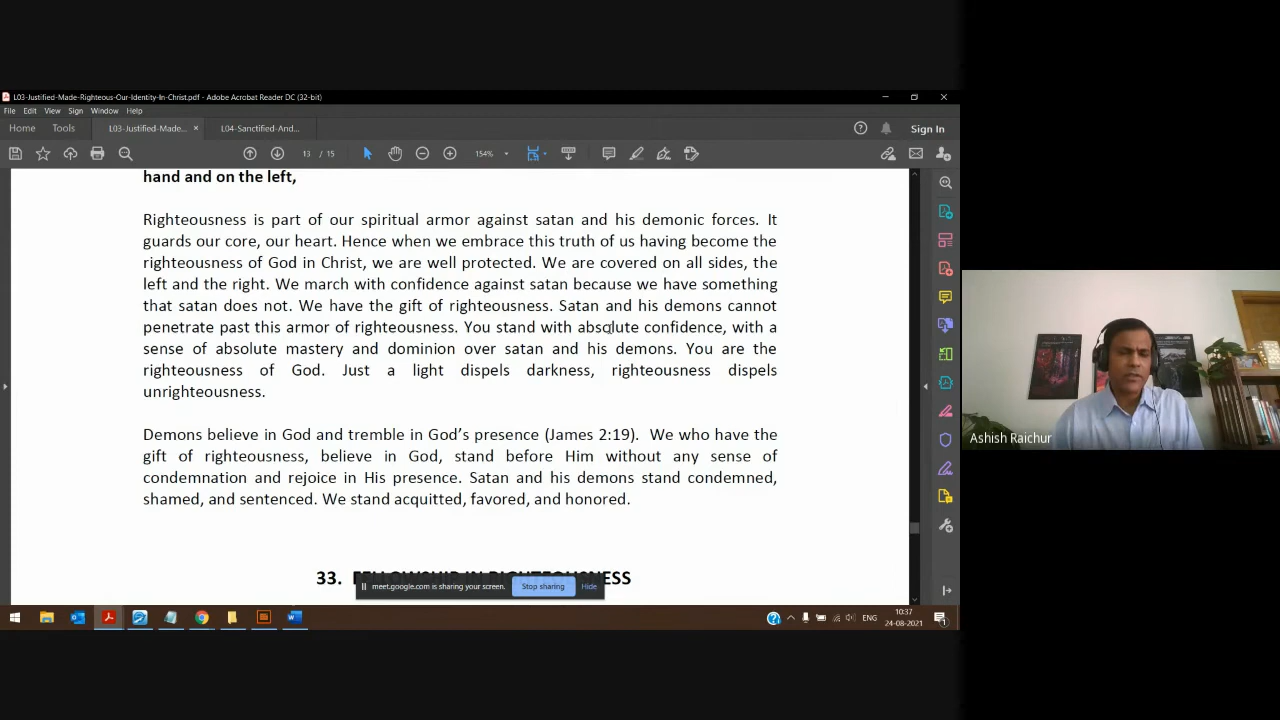 L03-Justified-Made-Righteous-Our-Identity-In-Christ.pdf - Adobe Acrobat Reader DC (32-bit)
File Edit View Sign Window Help
Home Tools L03-Justified-Made... × L04-Sanctified-And... Sign In
13 / 15 154%
hand and on the left,
Righteousness is part of our spiritual armor against satan and his demonic forces. It
guards our core, our heart. Hence when we embrace this truth of us having become the
righteousness of God in Christ, we are well protected. We are covered on all sides, the
left and the right. We march with confidence against satan because we have something
that satan does not. We have the gift of righteousness. Satan and his demons cannot
penetrate past this armor of righteousness. You stand with absolute confidence, with a
sense of absolute mastery and dominion over satan and his demons. You are the
righteousness of God. Just a light dispels darkness, righteousness dispels
unrighteousness.
Demons believe in God and tremble in God's presence (James 2:19). We who have the
gift of righteousness, believe in God, stand before Him without any sense of
condemnation and rejoice in His presence. Satan and his demons stand condemned,
shamed, and sentenced. We stand acquitted, favored, and honored.
33. FELLOWSHIP IN RIGHTEOUSNESS
meet.google.com is sharing your screen. Stop sharing Hide
Ashish Raichur
ENG
10:37
24-08-2021